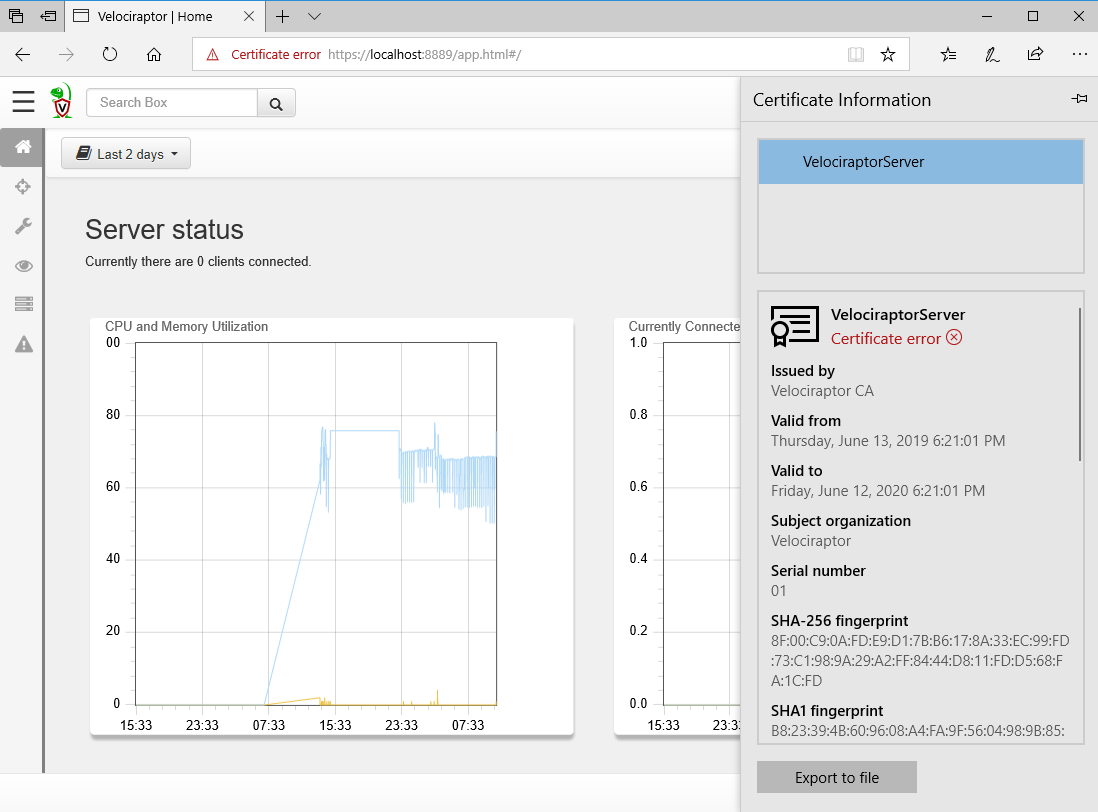 Velociraptor | Home
Certificate error https://localhost:8889/app.html#/
Search Box
Last 2 days
Server status
Currently there are 0 clients connected.
CPU and Memory Utilization
00
80
60
40
20
0
15:33 23:33 07:33 15:33 23:33 07:33
Currently Connecte
1.0
0.8
0.6
0.4
0.2
0.0
15:33 23:3
Certificate Information
VelociraptorServer
VelociraptorServer
Certificate error
Issued by
Velociraptor CA
Valid from
Thursday, June 13, 2019 6:21:01 PM
Valid to
Friday, June 12, 2020 6:21:01 PM
Subject organization
Velociraptor
Serial number
01
SHA-256 fingerprint
8F:00:C9:0A:FD:E9:D1:7B:B6:17:8A:33:EC:99:FD
:73:C1:98:9A:29:A2:FF:84:44:D8:11:FD:D5:68:F
A:1C:FD
SHA1 fingerprint
B8:23:39:4B:60:96:08:A4:FA:9F:56:04:98:9B:85:
Export to file